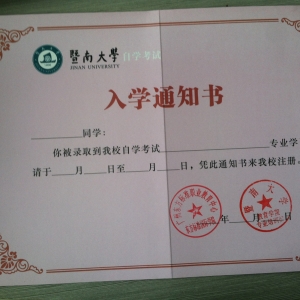 暨南大學 自学考试
JINAN UNIVERSITY
入学通知书
同学：
你被录取到我校自学考试 专业学
请于 月 日至 月 日，凭此通知书来我校注册
年 月 日